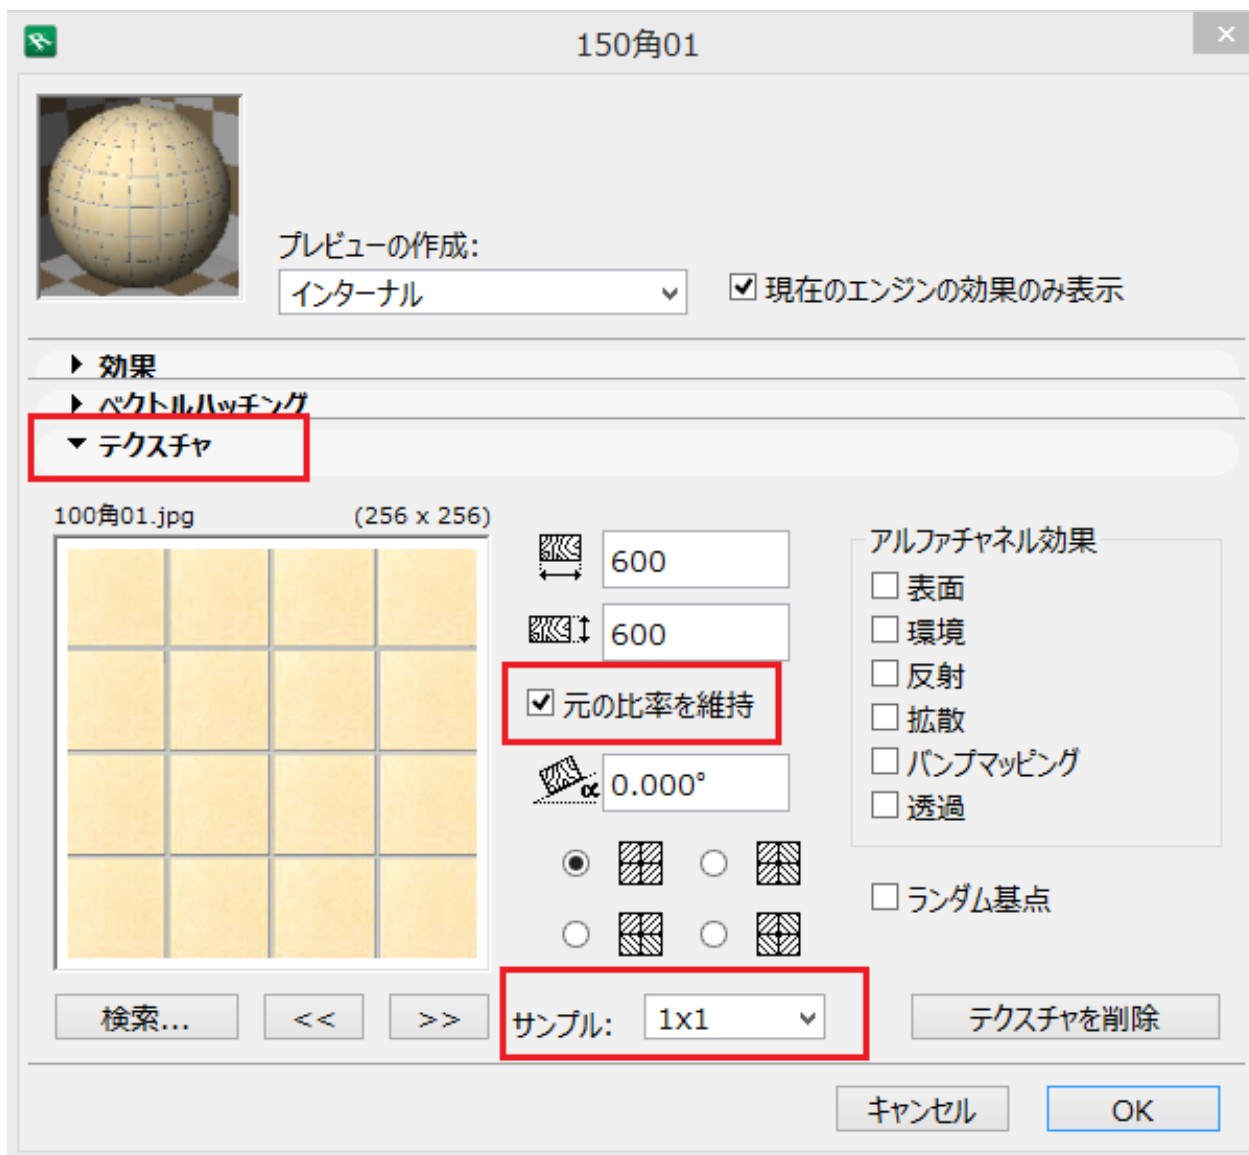 150角01
プレビューの作成:
インターナル
現在のエンジンの効果のみ表示
効果
ベクトルハッチング
テクスチャ
100角01.jpg (256 x 256)
600
600
元の比率を維持
α 0.000°
アルファチャネル効果
表面
環境
反射
拡散
バンプマッピング
透過
ランダム基点
検索... << >> サンプル: 1x1 テクスチャを削除
キャンセル OK